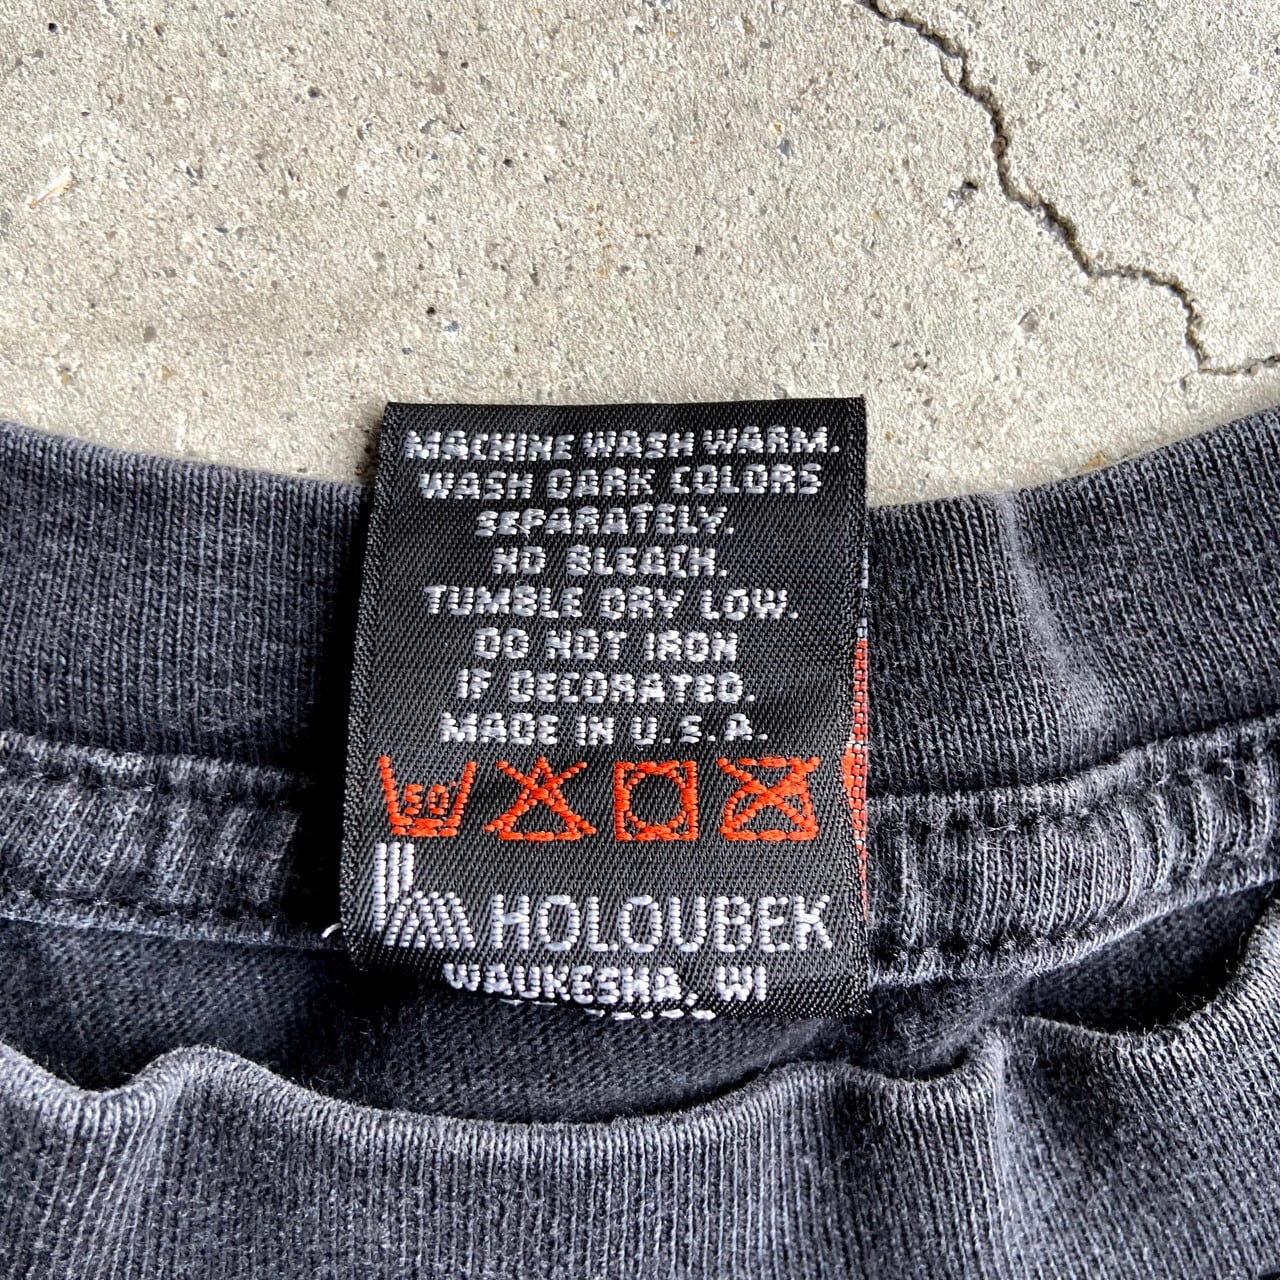 MACHINE WASH WARM.
WASH DARK COLORS
SEPARATELY.
NO BLEACH.
TUMBLE DRY LOW.
DO NOT IRON
IF DECORATED.
MADE IN U.S.A.
50
HOLOUBEK
WAUKESHA, WI